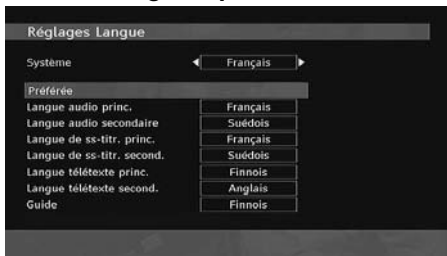 Réglages Langue
Système Français
Préférée
Langue audio princ. Français
Langue audio secondaire Suédois
Langue de ss-titr. princ. Français
Langue de ss-titr. second. Suédois
Langue télétexte princ. Finnois
Langue télétexte second. Anglais
Guide Finnois